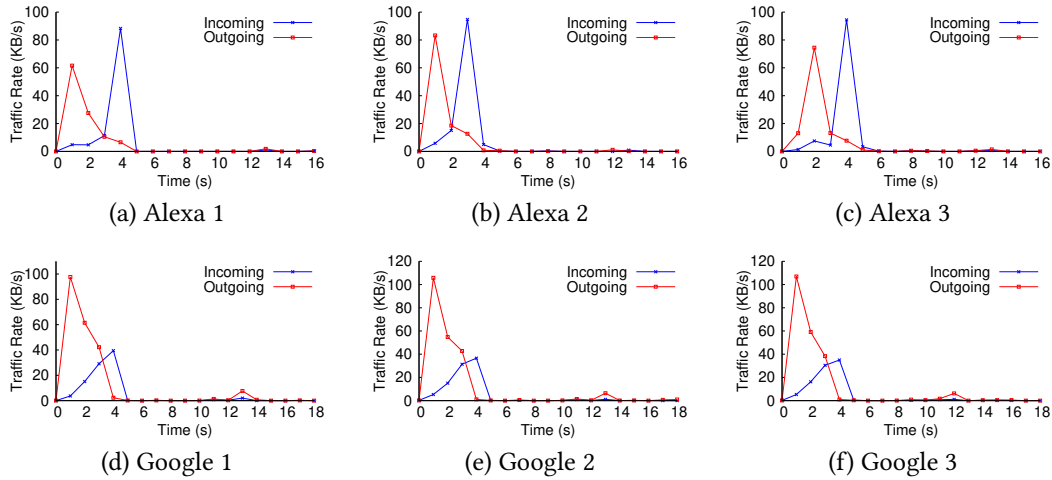 Traffic Rate (KB/s)
100
80
60
40
20
0
Incoming
Outgoing
0 2 4 6 8 10 12 14 16
Time (s)
(a) Alexa 1
Traffic Rate (KB/s)
100
80
60
40
20
0
Incoming
Outgoing
0 2 4 6 8 10 12 14 16
Time (s)
(b) Alexa 2
Traffic Rate (KB/s)
100
80
60
40
20
0
Incoming
Outgoing
0 2 4 6 8 10 12 14 16
Time (s)
(c) Alexa 3
Traffic Rate (KB/s)
100
80
60
40
20
0
Incoming
Outgoing
0 2 4 6 8 10 12 14 16 18
Time (s)
(d) Google 1
Traffic Rate (KB/s)
120
100
80
60
40
20
0
Incoming
Outgoing
0 2 4 6 8 10 12 14 16 18
Time (s)
(e) Google 2
Traffic Rate (KB/s)
120
100
80
60
40
20
0
Incoming
Outgoing
0 2 4 6 8 10 12 14 16 18
Time (s)
(f) Google 3